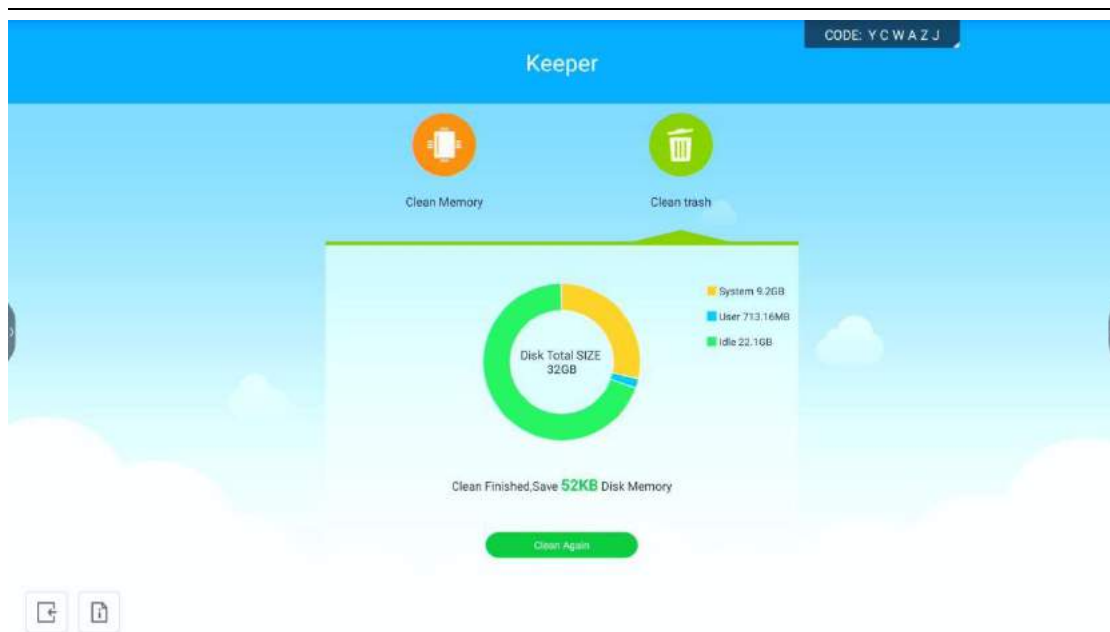 CODE: Y C W A Z J
Keeper
Clean Memory
Clean trash
System 9.2GB
User 713.16MB
Idle 22.1GB
Disk Total SIZE
32GB
Clean Finished,Save 52KB Disk Memory
Clean Again